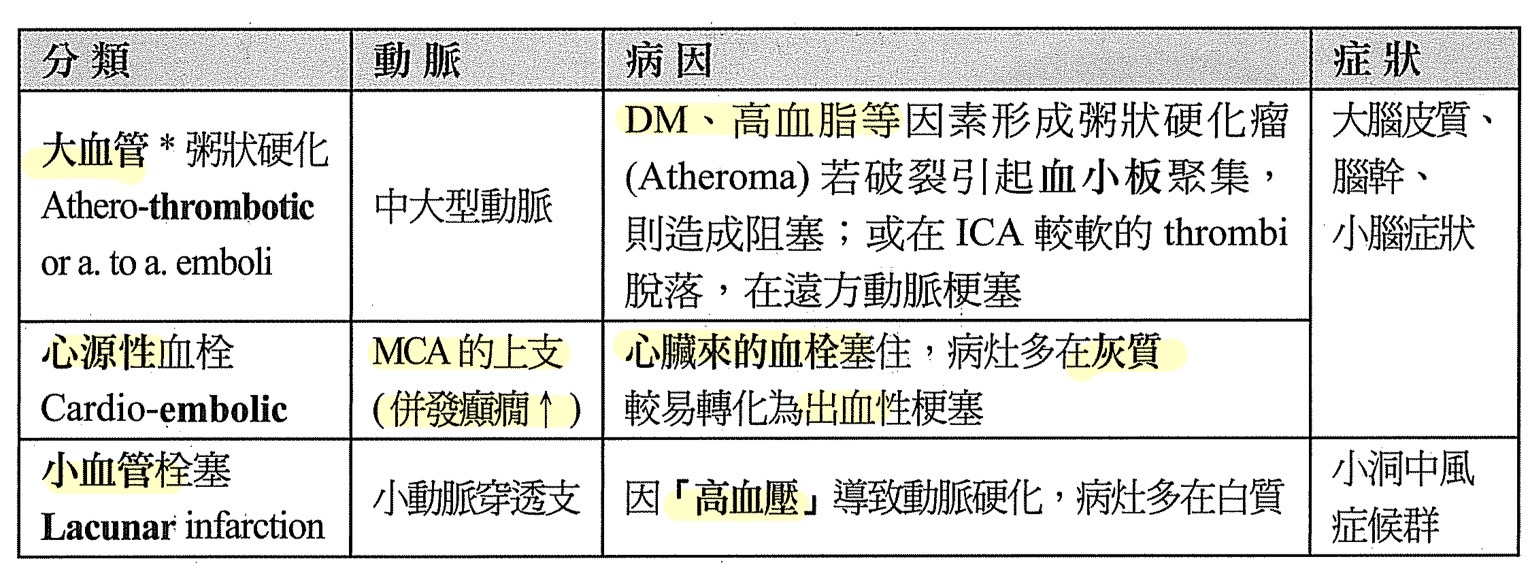 分類
動脈
病因
症狀
大血管 * 粥狀硬化
Athero-thrombotic
or a. to a. emboli
中大型動脈
DM、高血脂等因素形成粥狀硬化瘤
(Atheroma) 若破裂引起血小板聚集，
則造成阻塞；或在 ICA 較軟的 thrombi
脫落，在遠方動脈梗塞
大腦皮質、
腦幹、
小腦症狀
心源性血栓
Cardio-embolic
MCA 的上支
(併發癲癇↑)
心臟來的血栓塞住，病灶多在灰質
較易轉化為出血性梗塞
小血管栓塞
Lacunar infarction
小動脈穿透支
因「高血壓」導致動脈硬化，病灶多在白質
小洞中風
症候群